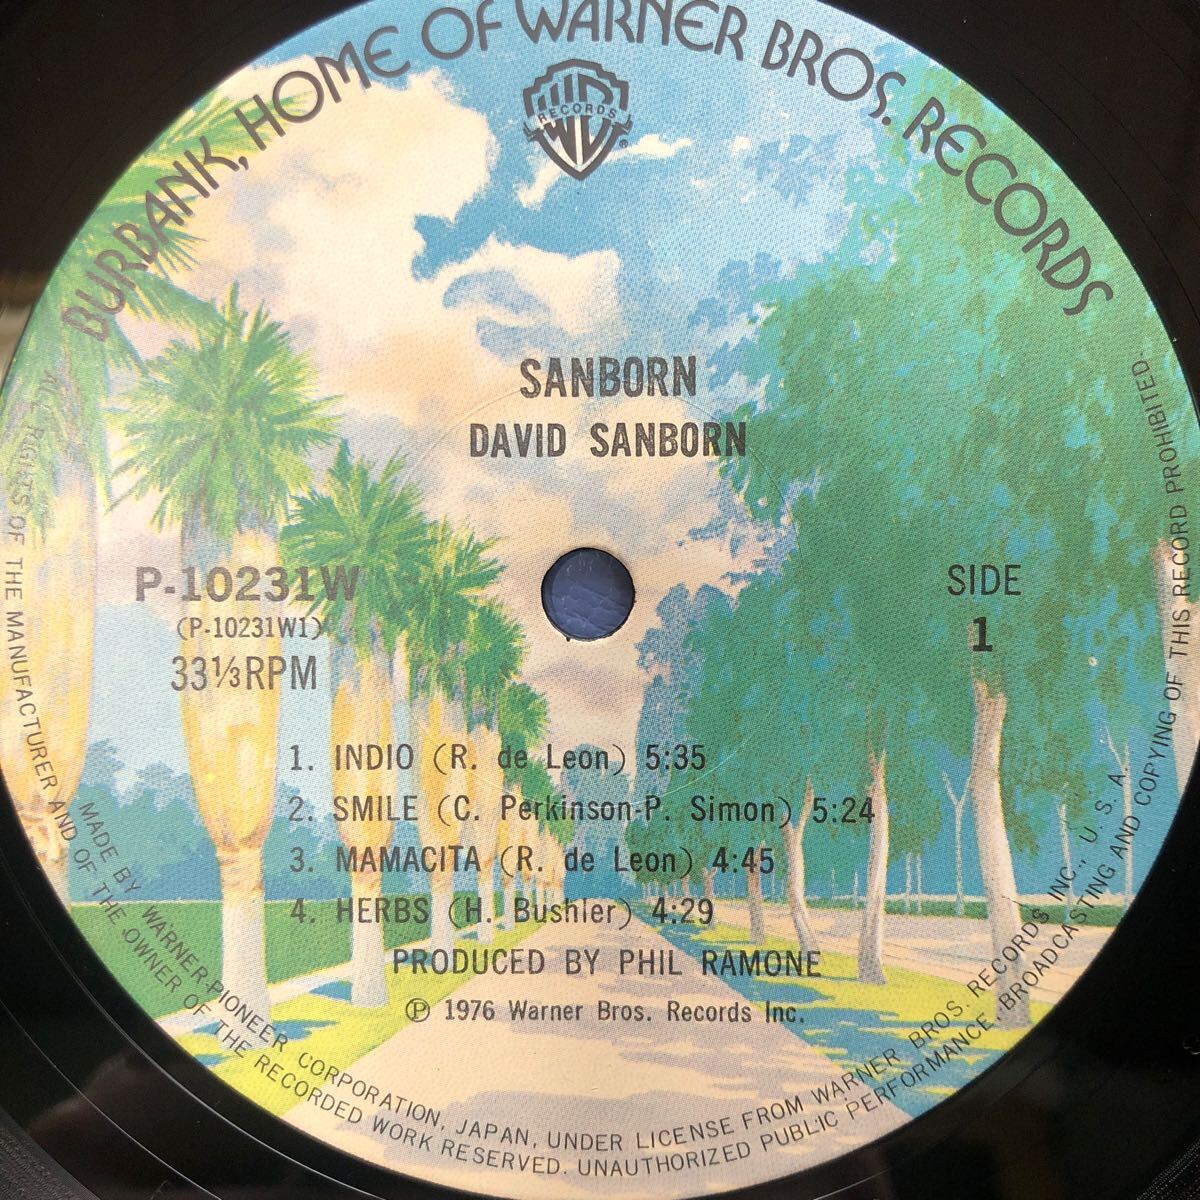 BURBANK, HOME OF WARNER BROS. RECORDS
RECORDS
®
SANBORN
DAVID SANBORN
P-10231W
(P-10231W1)
33⅓RPM
SIDE
1
1. INDIO (R. de Leon) 5:35
2. SMILE (C. Perkinson-P. Simon) 5:24
3. MAMACITA (R. de Leon) 4:45
4. HERBS (H. Bushler) 4:29
PRODUCED BY PHIL RAMONE
Ⓟ 1976 Warner Bros. Records Inc.
MADE BY WARNER-PIONEER CORPORATION, JAPAN, UNDER LICENSE FROM WARNER BROS. RECORDS INC., U. S. A.
ALL RIGHTS OF THE MANUFACTURER AND OF THE OWNER OF THE RECORDED WORK RESERVED. UNAUTHORIZED PUBLIC PERFORMANCE, BROADCASTING AND COPYING OF THIS RECORD PROHIBITED.